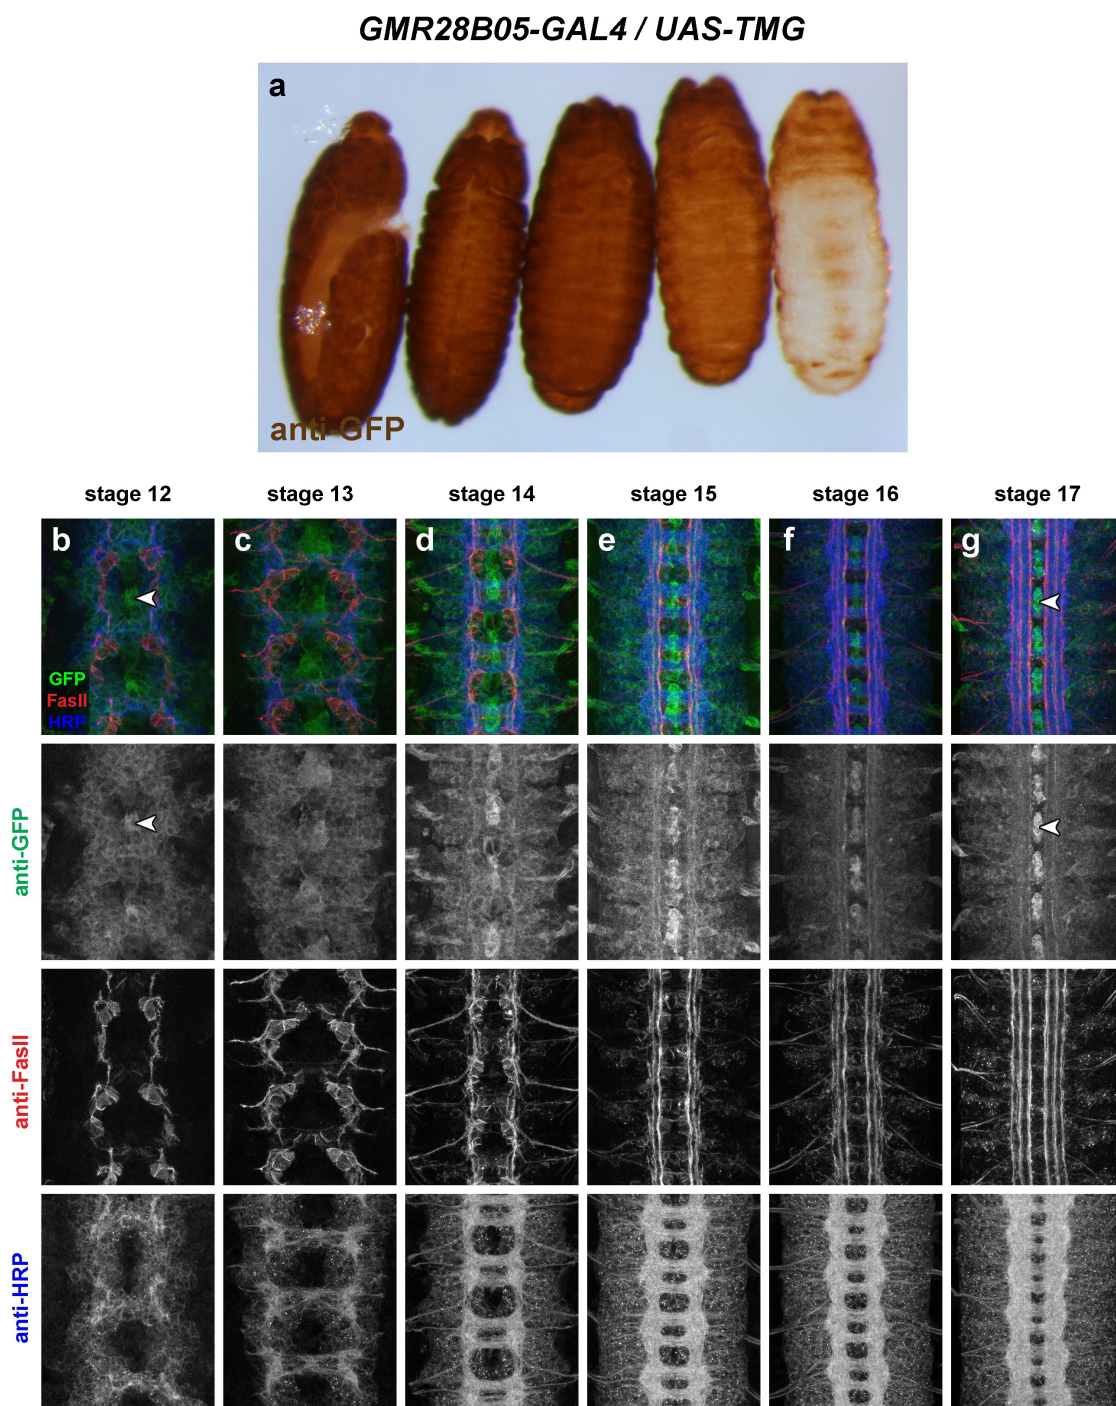 GMR28B05-GAL4 / UAS-TMG
a
anti-GFP
stage 12
stage 13
stage 14
stage 15
stage 16
stage 17
b
c
d
e
f
g
GFP
FasII
HRP
anti-GFP
anti-FasII
anti-HRP